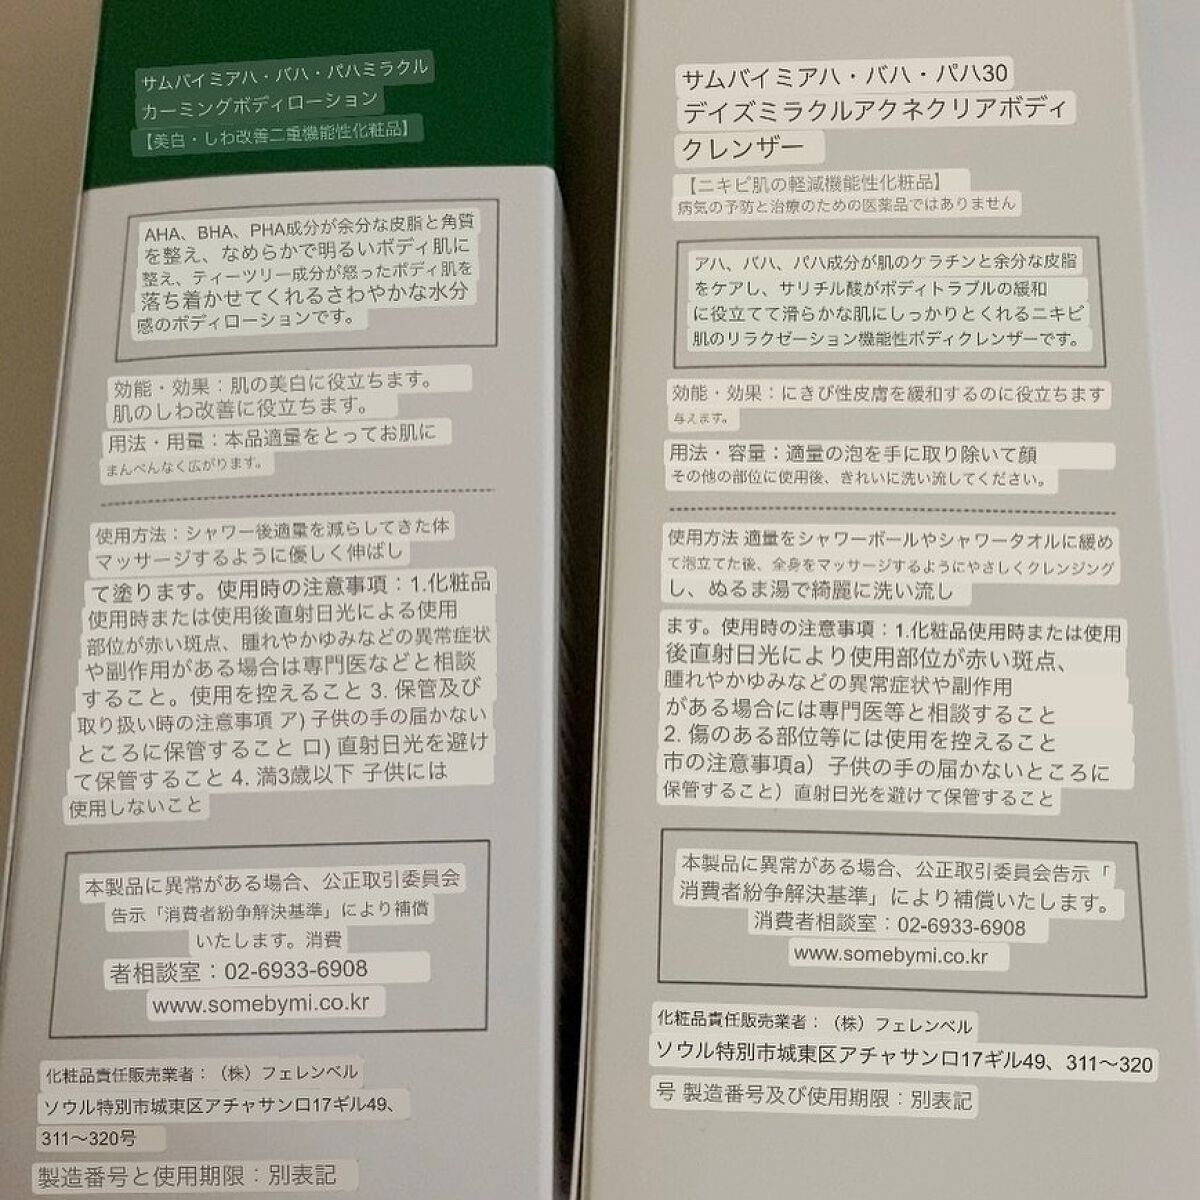 サムバイミアハ・バハ・パハミラクル
カーミングボディローション
【美白・しわ改善二重機能性化粧品】
AHA、BHA、PHA成分が余分な皮脂と角質
を整え、なめらかで明るいボディ肌に
整え、ティーツリー成分が怒ったボディ肌を
落ち着かせてくれるさわやかな水分
感のボディローションです。
効能・効果：肌の美白に役立ちます。
肌のしわ改善に役立ちます。
用法・用量：本品適量をとってお肌に
まんべんなく広がります。
使用方法：シャワー後適量を減らしてきた体
マッサージするように優しく伸ばし
て塗ります。使用時の注意事項：1.化粧品
使用時または使用後直射日光による使用
部位が赤い斑点、腫れやかゆみなどの異常症状
や副作用がある場合は専門医などと相談
すること。使用を控えること 3. 保管及び
取り扱い時の注意事項 ア) 子供の手の届かない
ところに保管すること ロ) 直射日光を避け
て保管すること 4. 満3歳以下 子供には
使用しないこと
本製品に異常がある場合、公正取引委員会
告示「消費者紛争解決基準」により補償
いたします。消費
者相談室：02-6933-6908
www.somebymi.co.kr
化粧品責任販売業者：（株）フェレンベル
ソウル特別市城東区アチャサンロ17ギル49、
311～320号
製造番号と使用期限：別表記
サムバイミアハ・バハ・パハ30
デイズミラクルアクネクリアボディ
クレンザー
【ニキビ肌の軽減機能性化粧品】
病気の予防と治療のための医薬品ではありません
アハ、バハ、パハ成分が肌のケラチンと余分な皮脂
をケアし、サリチル酸がボディトラブルの緩和
に役立てて滑らかな肌にしっかりとくれるニキビ
肌のリラクゼーション機能性ボディクレンザーです。
効能・効果：にきび性皮膚を緩和するのに役立ちます
与えます。
用法・容量：適量の泡を手に取り除いて顔
その他の部位に使用後、きれいに洗い流してください。
使用方法 適量をシャワーボールやシャワータオルに緩め
て泡立てた後、全身をマッサージするようにやさしくクレンジング
し、ぬるま湯で綺麗に洗い流し
ます。使用時の注意事項：1.化粧品使用時または使用
後直射日光により使用部位が赤い斑点、
腫れやかゆみなどの異常症状や副作用
がある場合には専門医等と相談すること
2. 傷のある部位等には使用を控えること
市の注意事項a）子供の手の届かないところに
保管すること）直射日光を避けて保管すること
本製品に異常がある場合、公正取引委員会告示「
消費者紛争解決基準」により補償いたします。
消費者相談室：02-6933-6908
www.somebymi.co.kr
化粧品責任販売業者：（株）フェレンベル
ソウル特別市城東区アチャサンロ17ギル49、311～320
号 製造番号及び使用期限：別表記